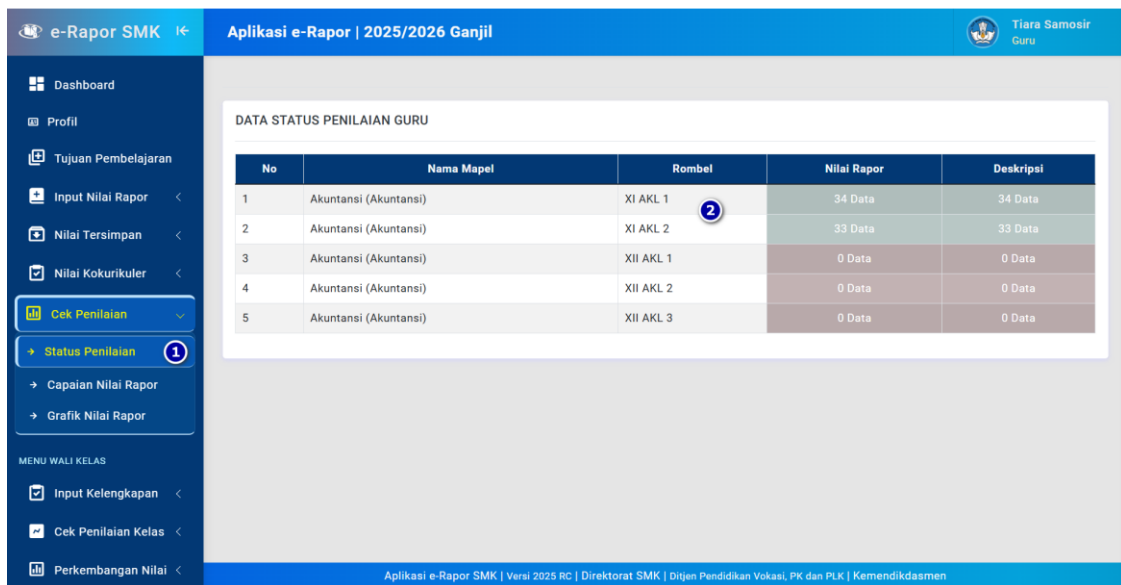 e-Rapor SMK
Aplikasi e-Rapor | 2025/2026 Ganjil
Tiara Samosir
Guru
Dashboard
Profil
Tujuan Pembelajaran
Input Nilai Rapor
Nilai Tersimpan
Nilai Kokurikuler
Cek Penilaian
Status Penilaian 1
Capaian Nilai Rapor
Grafik Nilai Rapor
MENU WALI KELAS
Input Kelengkapan
Cek Penilaian Kelas
Perkembangan Nilai
DATA STATUS PENILAIAN GURU
No Nama Mapel Rombel Nilai Rapor Deskripsi
1 Akuntansi (Akuntansi) XI AKL 1 2 34 Data 34 Data
2 Akuntansi (Akuntansi) XI AKL 2 33 Data 33 Data
3 Akuntansi (Akuntansi) XII AKL 1 0 Data 0 Data
4 Akuntansi (Akuntansi) XII AKL 2 0 Data 0 Data
5 Akuntansi (Akuntansi) XII AKL 3 0 Data 0 Data
Aplikasi e-Rapor SMK | Versi 2025 RC | Direktorat SMK | Ditjen Pendidikan Vokasi, PK dan PLK | Kemendikdasmen